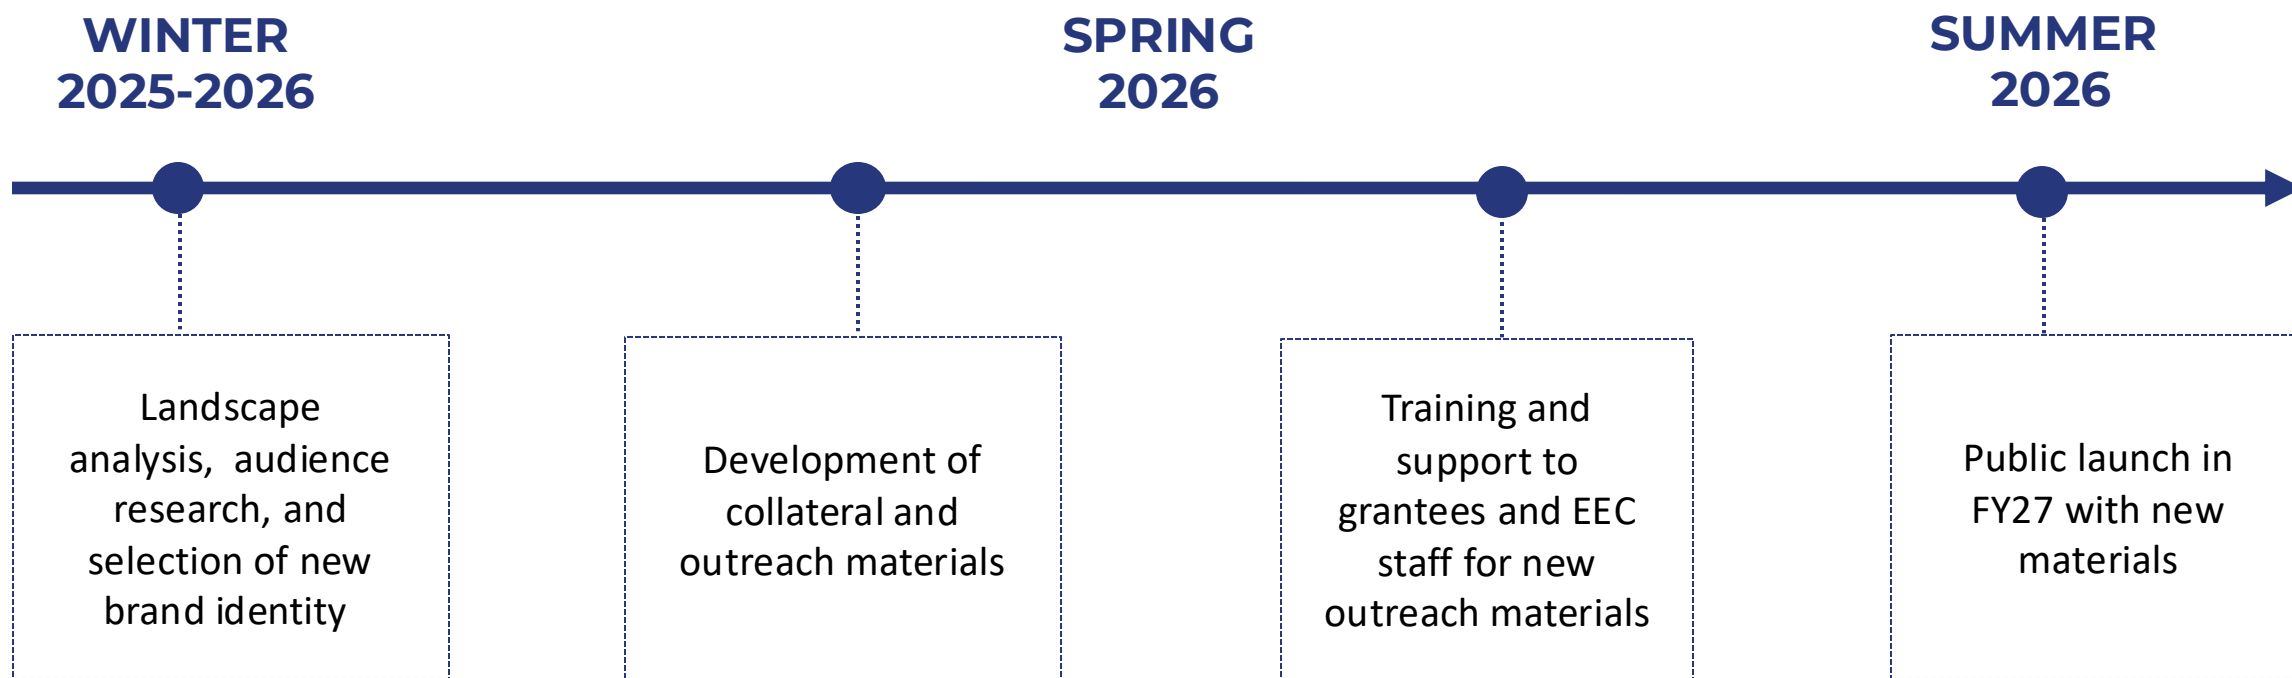 WINTER
2025-2026
SPRING
2026
SUMMER
2026
Landscape
analysis,  audience
research, and
selection of new
brand identity
Development of
collateral and
outreach materials
Training and
support to
grantees and EEC
staff for new
outreach materials
Public launch in
FY27 with new
materials